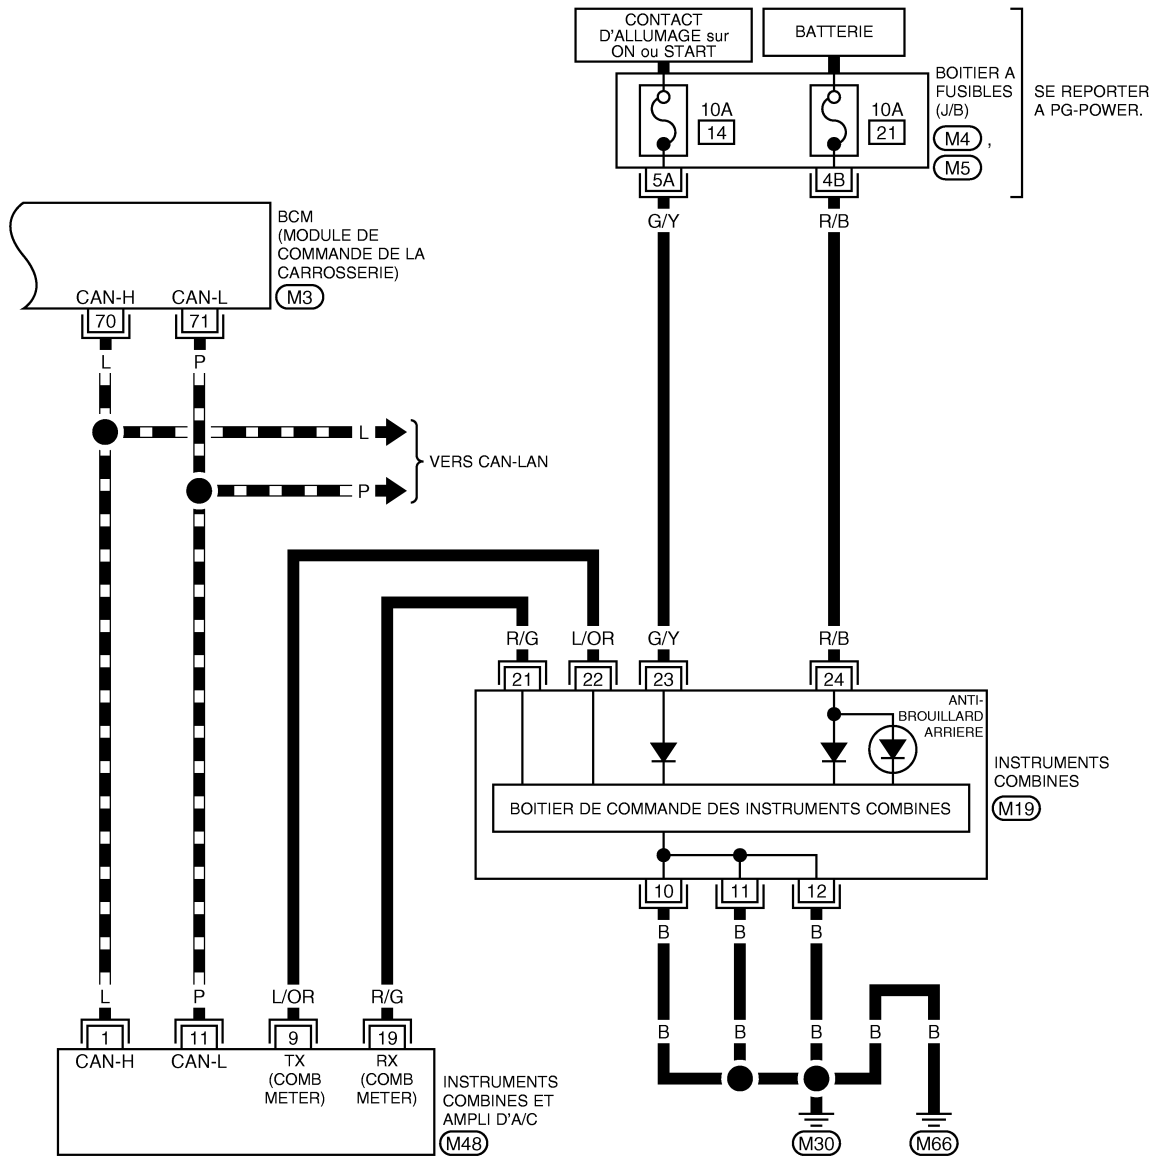 CONTACT
D'ALLUMAGE sur
ON ou START
BATTERIE
BOITIER A
FUSIBLES
(J/B)
M4 ,
M5
SE REPORTER
A PG-POWER.
10A
14
10A
21
5A
4B
G/Y
R/B
BCM
(MODULE DE
COMMANDE DE LA
CARROSSERIE)
M3
CAN-H
CAN-L
70
71
L
P
L
VERS CAN-LAN
P
R/G
L/OR
G/Y
R/B
21
22
23
24
ANTI-
BROUILLARD
ARRIERE
INSTRUMENTS
COMBINES
M19
BOITIER DE COMMANDE DES INSTRUMENTS COMBINES
10
11
12
B
B
B
L
P
L/OR
R/G
B
B
B
B
B
1
11
9
19
CAN-H
CAN-L
TX
(COMB
METER)
RX
(COMB
METER)
INSTRUMENTS
COMBINES ET
AMPLI D'A/C
M48
M30
M66